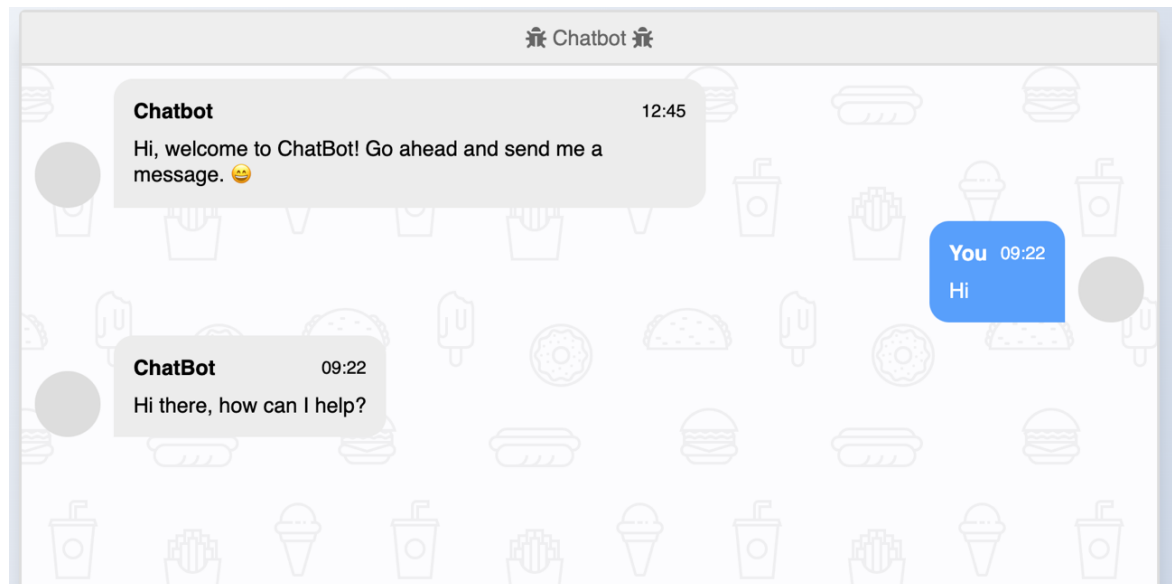 Chatbot
Chatbot 12:45
Hi, welcome to ChatBot! Go ahead and send me a
message. 😄
You 09:22
Hi
ChatBot 09:22
Hi there, how can I help?